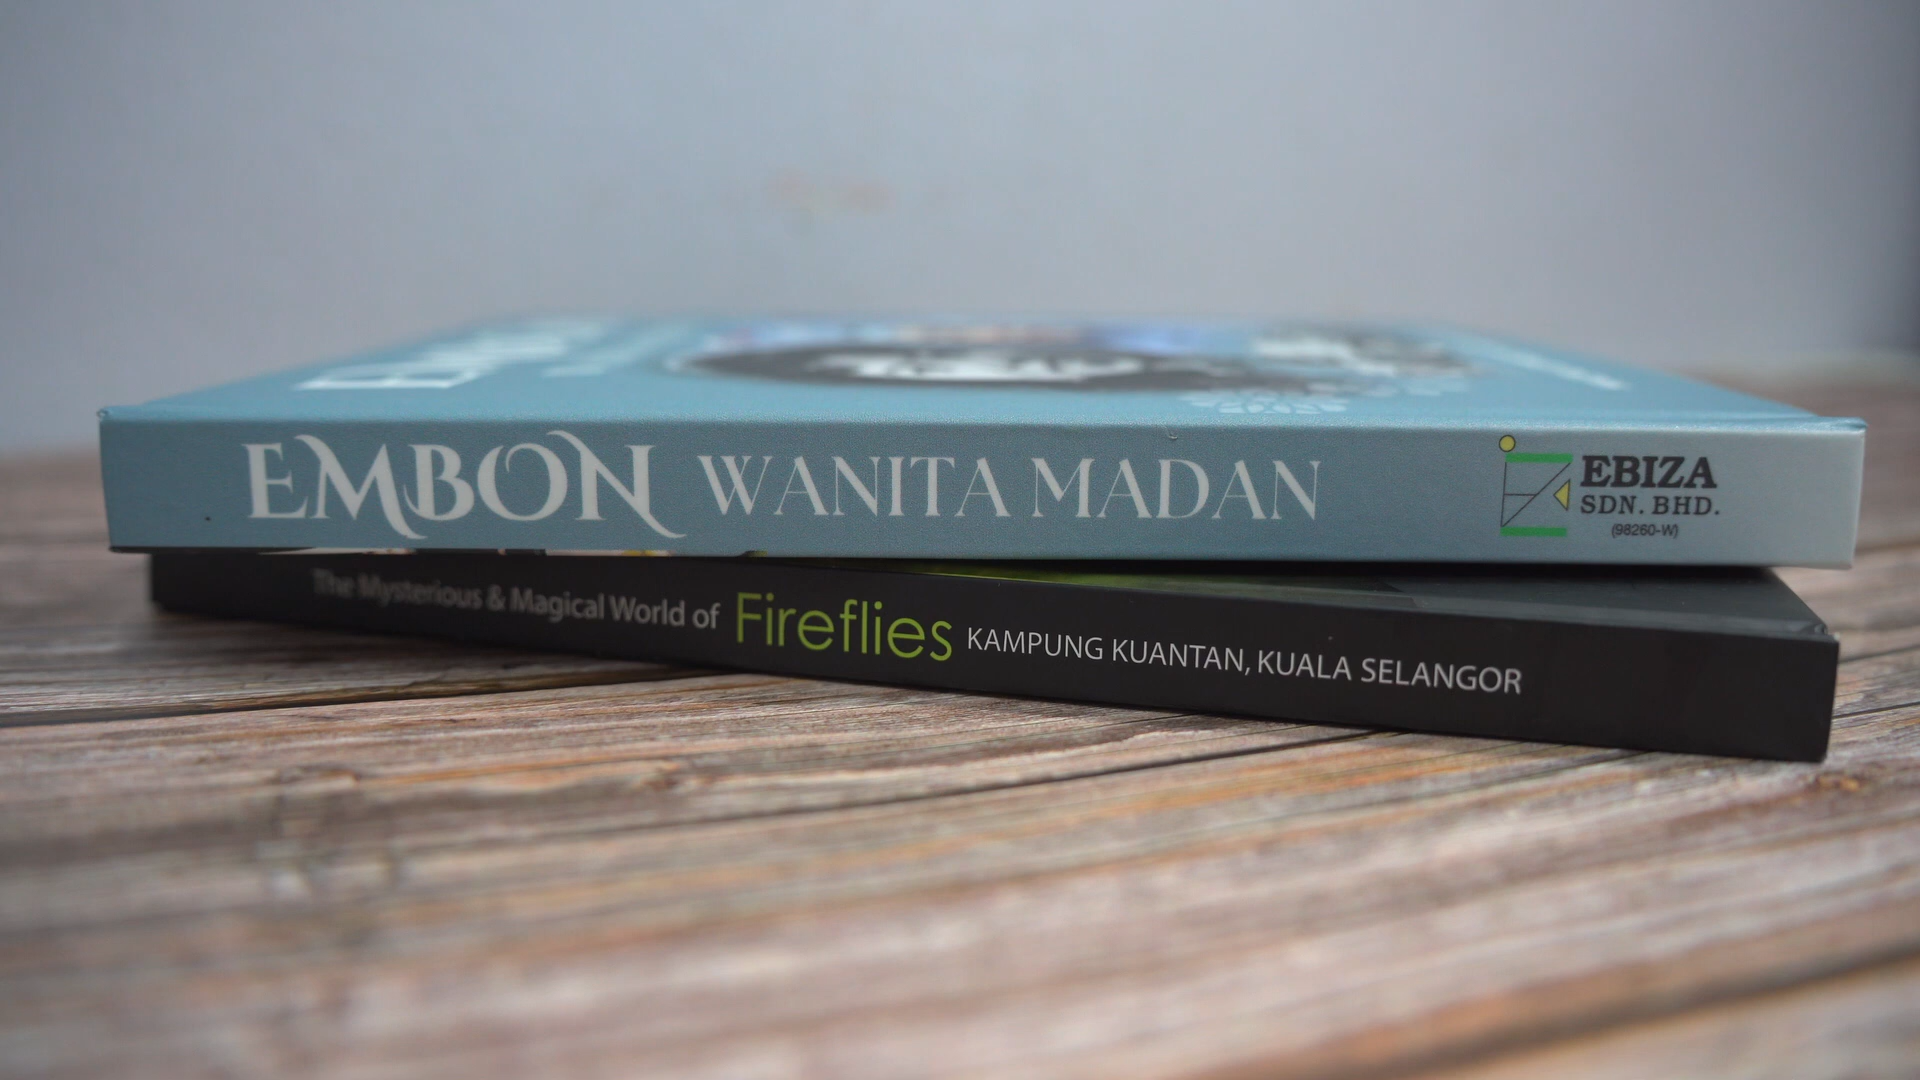 EMBON WANITA MADAN
EBIZA
SDN. BHD.
(98260-W)
The Mysterious & Magical World of Fireflies KAMPUNG KUANTAN, KUALA SELANGOR